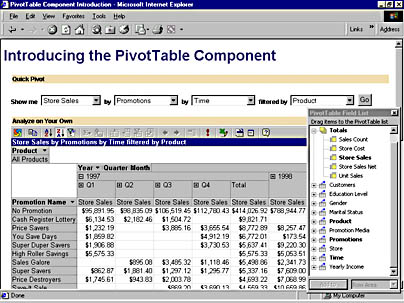 PivotTable Component Introduction - Microsoft Internet Explorer
File Edit View Favorites Tools Help
Links Address
Introducing the PivotTable Component
Quick Pivot
Show me Store Sales by Promotions by Time filtered by Product Go
Analyze on Your Own
Store Sales by Promotions by Time filtered by Product
Product
All Products
Year Quarter Month
1997 1998
Q1 Q2 Q3 Q4 Total
Promotion Name Store Sales Store Sales Store Sales Store Sales Store Sales Store Sales
No Promotion $95,891.95 $98,835.09 $106,519.45 $112,780.43 $414,026.92 $788,944.77
Cash Register Lottery $6,134.53 $2,182.46 $1,504.72 $9,821.71
Price Savers $1,232.19 $3,885.16 $3,655.54 $8,772.89 $8,257.47
You Save Days $1,859.82 $4,912.19 $6,772.01 $173.54
Super Duper Savers $1,906.88 $3,730.53 $5,637.41 $9,220.30
High Roller Savings $5,575.33 $5,575.33 $5,053.51
Sales Days $895.08 $3,485.32 $1,118.46 $5,498.86 $2,341.73
Super Savers $862.87 $1,881.40 $1,297.12 $1,295.77 $5,337.16 $7,609.00
Price Destroyers $1,745.61 $943.83 $2,003.78 $4,693.22 $7,068.99
PivotTable Field List
Drag items to the PivotTable list
Totals
Sales Count
Store Cost
Store Sales
Store Sales Net
Unit Sales
Customers
Education Level
Gender
Marital Status
Product
Promotion Media
Promotions
Store
Time
Yearly Income
Row Area
Done
My Computer